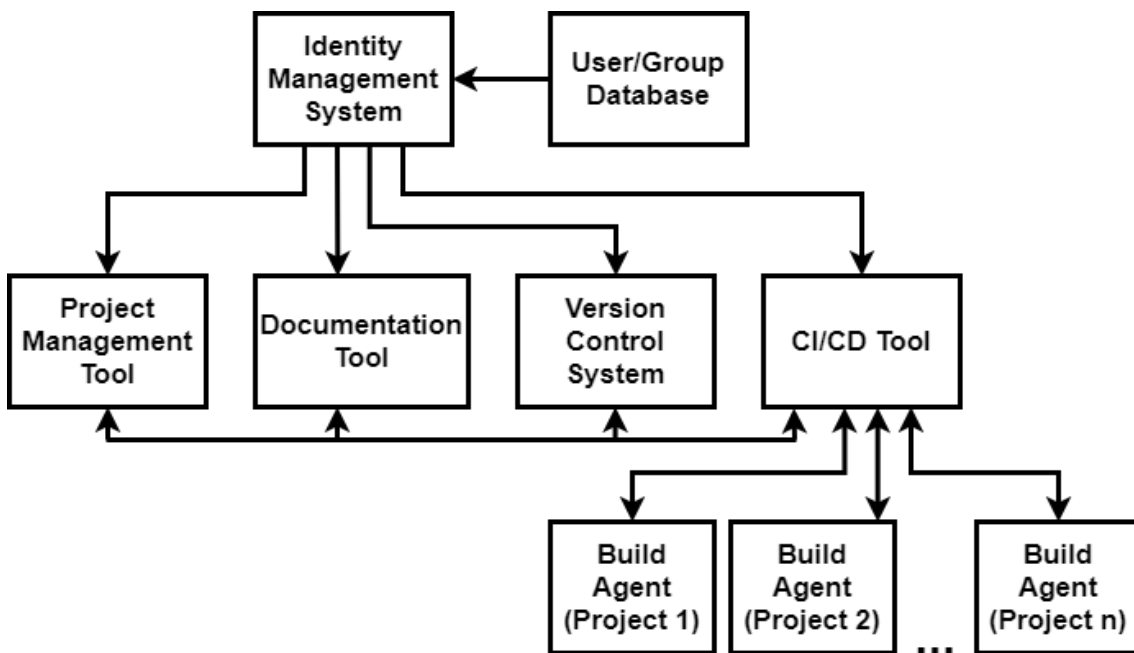 Identity
Management
System
User/Group
Database
Project
Management
Tool
Documentation
Tool
Version
Control
System
CI/CD Tool
Build
Agent
(Project 1)
Build
Agent
(Project 2)
...
Build
Agent
(Project n)